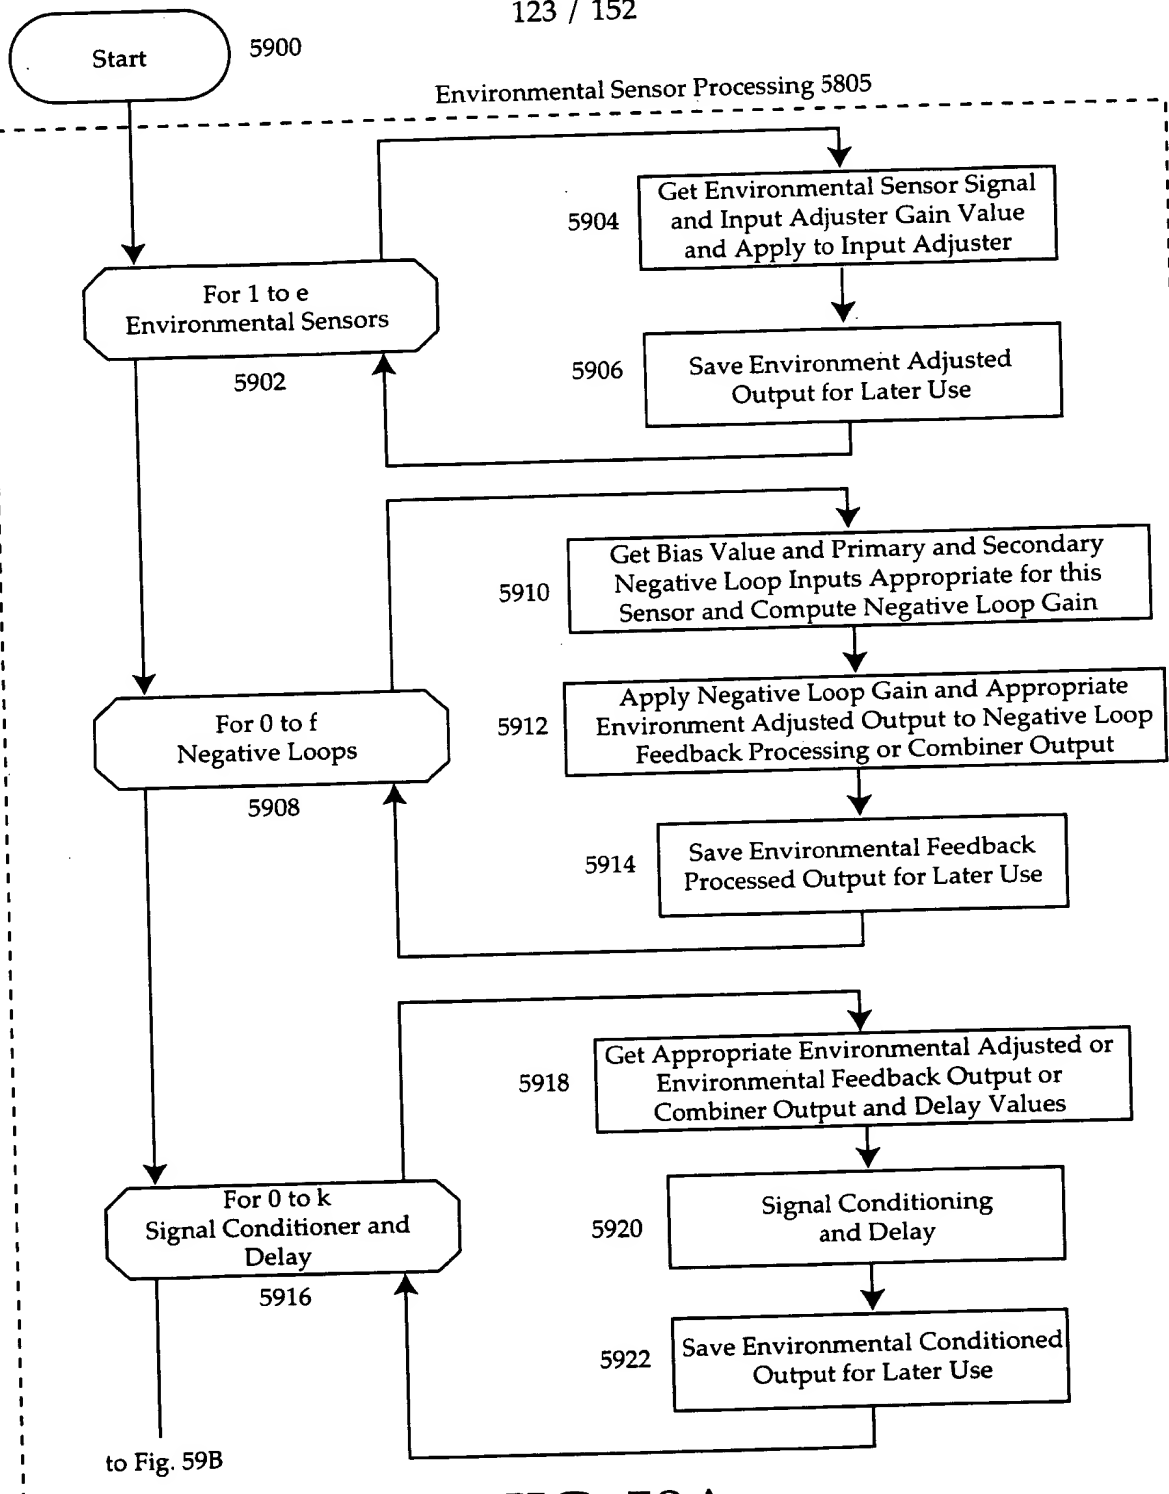 123 / 152
Start
5900
Environmental Sensor Processing 5805
5904
Get Environmental Sensor Signal
and Input Adjuster Gain Value
and Apply to Input Adjuster
For 1 to e
Environmental Sensors
5902
5906
Save Environment Adjusted
Output for Later Use
5910
Get Bias Value and Primary and Secondary
Negative Loop Inputs Appropriate for this
Sensor and Compute Negative Loop Gain
For 0 to f
Negative Loops
5908
5912
Apply Negative Loop Gain and Appropriate
Environment Adjusted Output to Negative Loop
Feedback Processing or Combiner Output
5914
Save Environmental Feedback
Processed Output for Later Use
5918
Get Appropriate Environmental Adjusted or
Environmental Feedback Output or
Combiner Output and Delay Values
For 0 to k
Signal Conditioner and
Delay
5916
5920
Signal Conditioning
and Delay
5922
Save Environmental Conditioned
Output for Later Use
to Fig. 59B